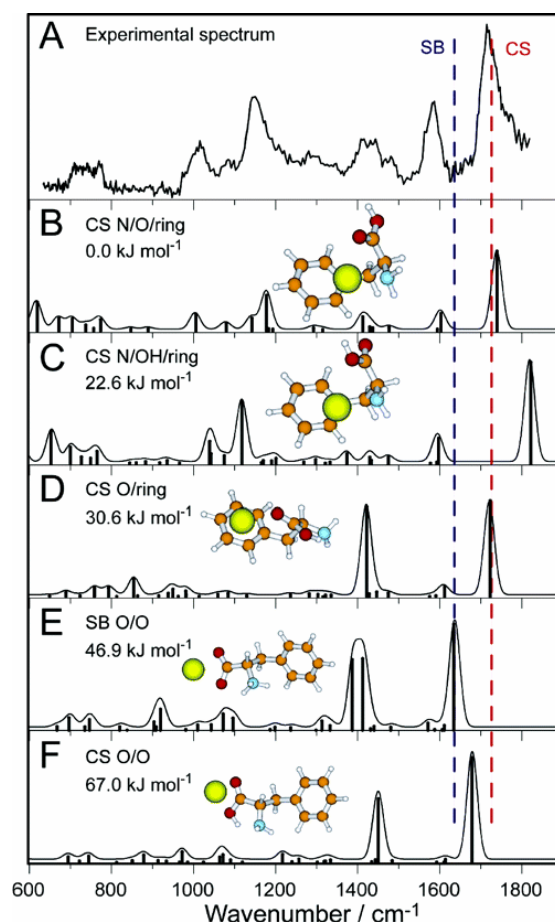 A Experimental spectrum
SB
CS
B CS N/O/ring
0.0 kJ mol⁻¹
C CS N/OH/ring
22.6 kJ mol⁻¹
D CS O/ring
30.6 kJ mol⁻¹
E SB O/O
46.9 kJ mol⁻¹
F CS O/O
67.0 kJ mol⁻¹
600 800 1000 1200 1400 1600 1800
Wavenumber / cm⁻¹